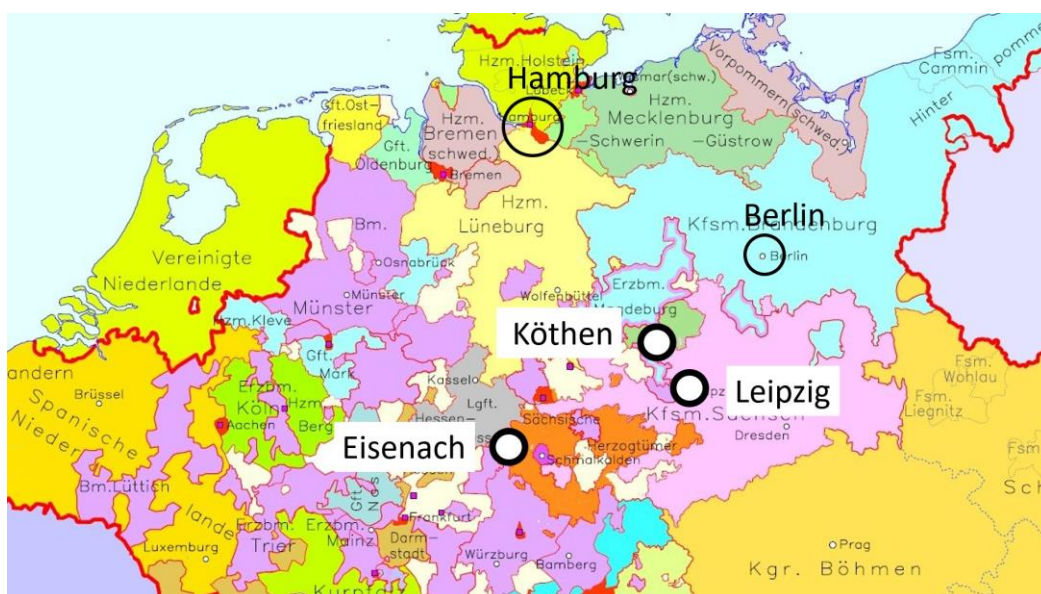 Hzm.Holstein
Hamburg
Lübeck
Wismar(schw.)
Hamburg
Hzm.
Mecklenburg
-Schwerin -Güstrow
Vorpommern(schwed.)
Fsm.
Cammin
Hinter
pomme
Gft.Ost-
friesland
Hzm.
Bremen
(schwed.)
Gft.
Oldenburg
Bremen
Hzm.
Lüneburg
Berlin
Kfsm.Brandenburg
Berlin
Vereinigte
Niederlande
Bm.
Osnabrück
Münster
Münster
Wolfenbüttel
Erzbm.
Magdeburg
Hzm.Kleve
Gft.
Mark
Köthen
Leipzig
Kfsm.Sachsen
Dresden
Fsm.
Wohlau
Fsm.
Liegnitz
Fsm
Sch
andern
Brüssel
Spanische
Niederlande
Erzbm.
Köln
Hzm.
Berg
Aachen
Kassel
Lgft.
Hessen-
Eisenach
Sächsische
Herzogtümer
Schmalkalden
Bm.Lüttich
Luxemburg
Erzbm.
Trier
Erzbm.
Mainz
Gft.
Frankfurt
Darm-
stadt
Würzburg
Bamberg
Kurpfalz
Prag
Kgr. Böhmen